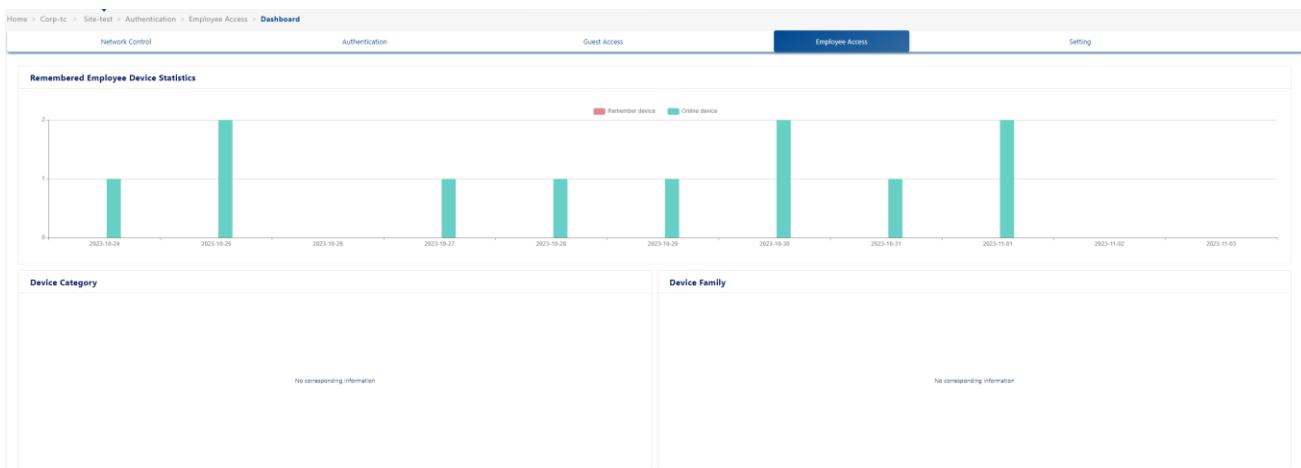 Home > Corp-tc > Site-test > Authentication > Employee Access > Dashboard
Network Control Authentication Guest Access Employee Access Setting
Remembered Employee Device Statistics
Remember device Online device
2
1
0
2023-10-24 2023-10-25 2023-10-26 2023-10-27 2023-10-28 2023-10-29 2023-10-30 2023-10-31 2023-11-01 2023-11-02 2023-11-03
Device Category Device Family
No corresponding information No corresponding information